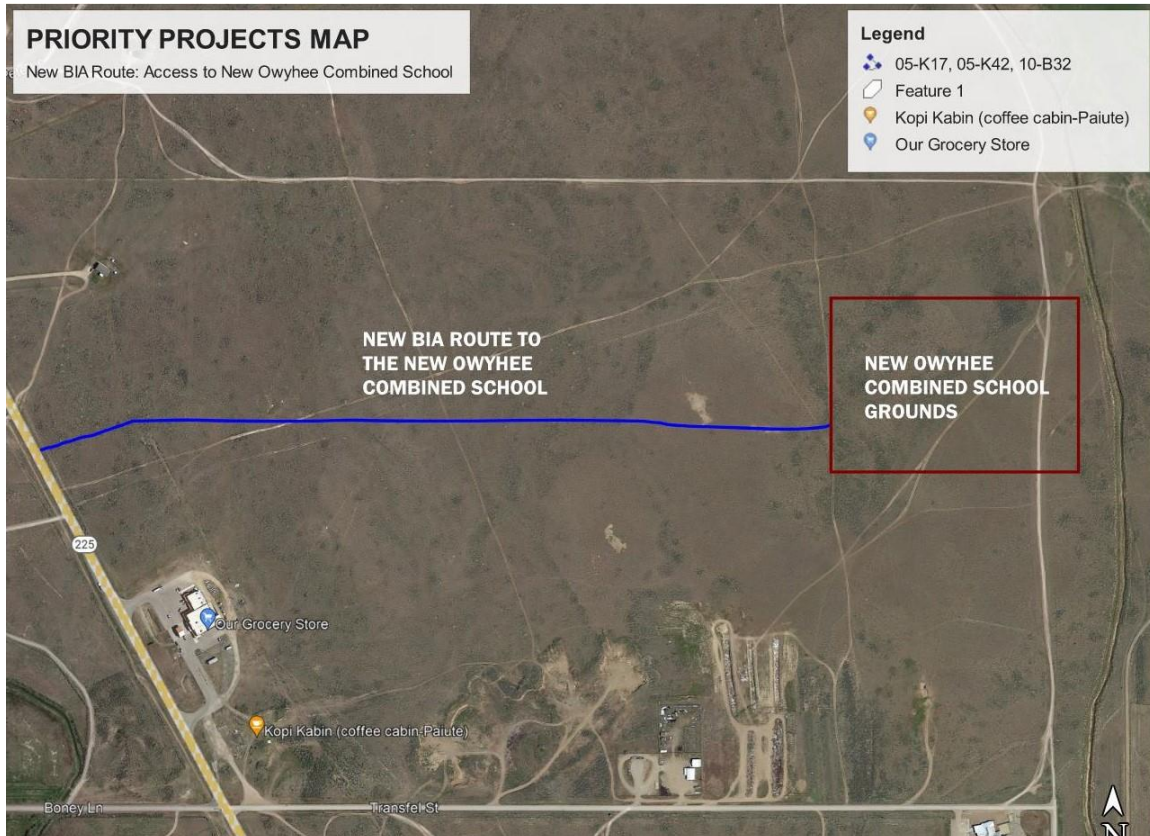 PRIORITY PROJECTS MAP
New BIA Route: Access to New Owyhee Combined School
Legend
05-K17, 05-K42, 10-B32
Feature 1
Kopi Kabin (coffee cabin-Paiute)
Our Grocery Store
NEW BIA ROUTE TO
THE NEW OWYHEE
COMBINED SCHOOL
NEW OWYHEE
COMBINED SCHOOL
GROUNDS
225
Our Grocery Store
Kopi Kabin (coffee cabin-Paiute)
Boney Ln
Transfel St
N